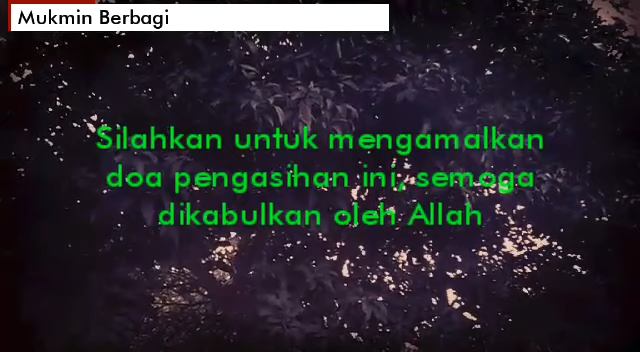 Mukmin Berbagi
Silahkan untuk mengamalkan
doa pengasihan ini, semoga
dikabulkan oleh Allah